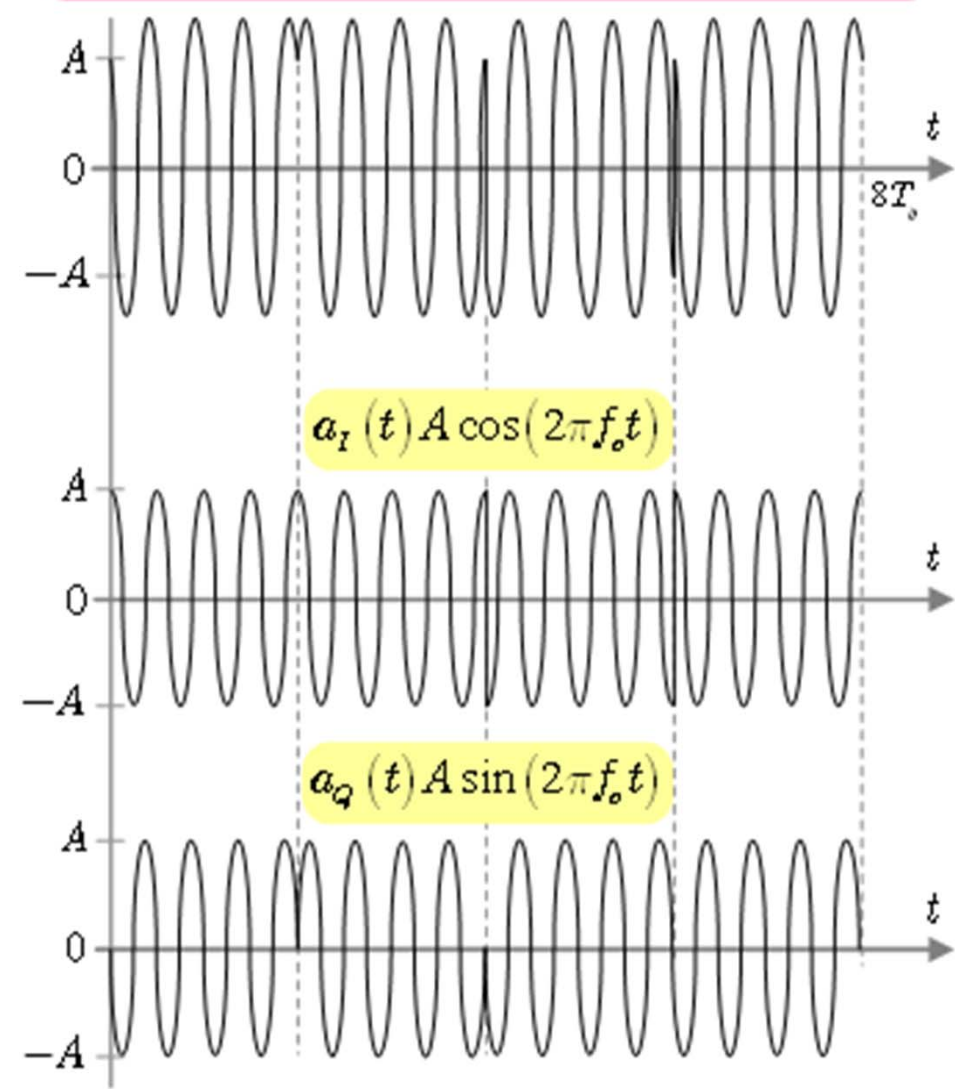 A
t
0
8T₀
−A
a_I (t) A cos(2πf₀t)
A
t
0
−A
a_Q (t) A sin(2πf₀t)
A
t
0
−A